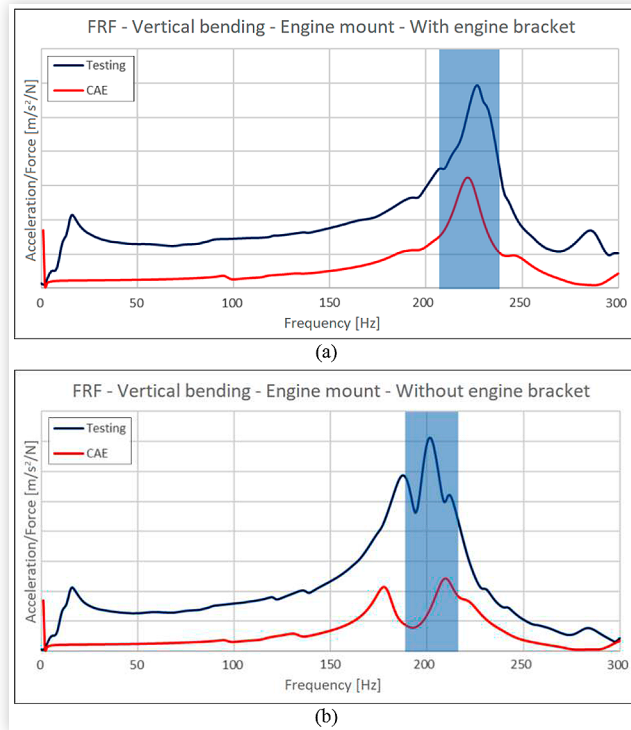 FRF - Vertical bending - Engine mount - With engine bracket
Testing
CAE
Acceleration/Force [m/s²/N]
0 50 100 150 200 250 300
Frequency [Hz]
(a)
FRF - Vertical bending - Engine mount - Without engine bracket
Testing
CAE
Acceleration/Force [m/s²/N]
0 50 100 150 200 250 300
Frequency [Hz]
(b)